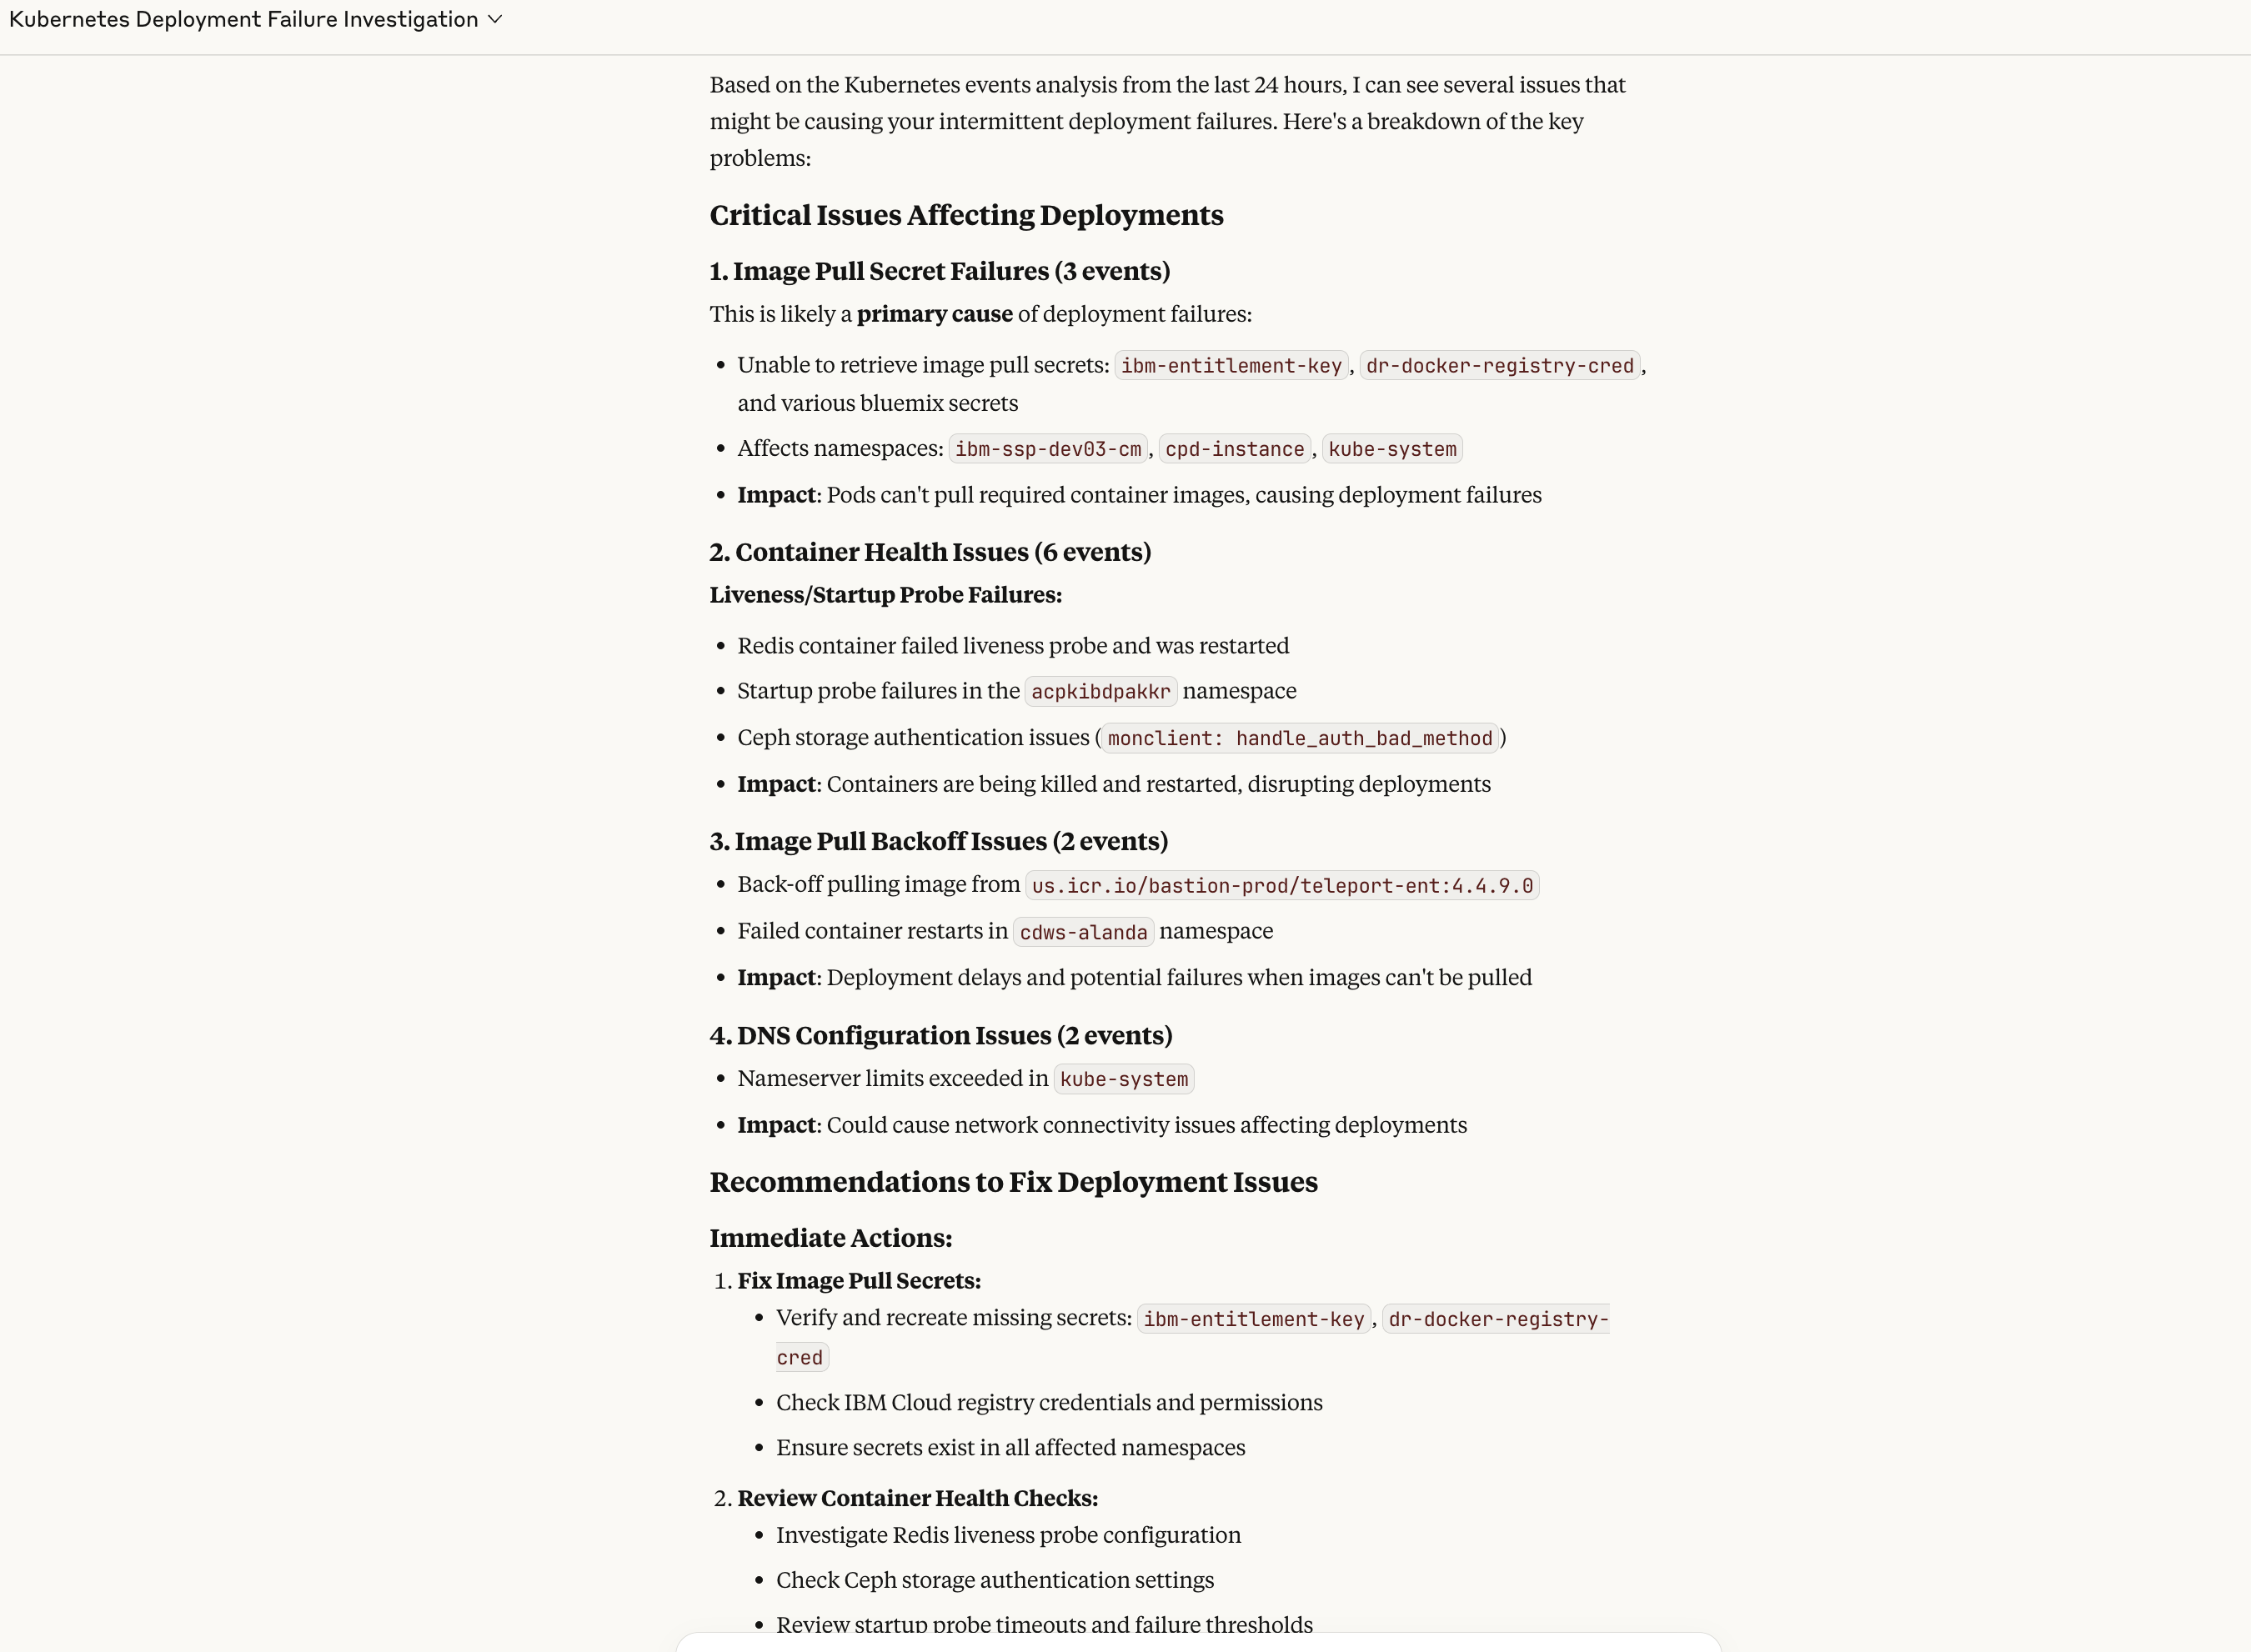 Kubernetes Deployment Failure Investigation
Based on the Kubernetes events analysis from the last 24 hours, I can see several issues that
might be causing your intermittent deployment failures. Here's a breakdown of the key
problems:
Critical Issues Affecting Deployments
1. Image Pull Secret Failures (3 events)
This is likely a primary cause of deployment failures:
• Unable to retrieve image pull secrets: ibm-entitlement-key, dr-docker-registry-cred,
and various bluemix secrets
• Affects namespaces: ibm-ssp-dev03-cm, cpd-instance, kube-system
• Impact: Pods can't pull required container images, causing deployment failures
2. Container Health Issues (6 events)
Liveness/Startup Probe Failures:
• Redis container failed liveness probe and was restarted
• Startup probe failures in the acpkibdpakkr namespace
• Ceph storage authentication issues (monclient: handle_auth_bad_method)
• Impact: Containers are being killed and restarted, disrupting deployments
3. Image Pull Backoff Issues (2 events)
• Back-off pulling image from us.icr.io/bastion-prod/teleport-ent:4.4.9.0
• Failed container restarts in cdws-alanda namespace
• Impact: Deployment delays and potential failures when images can't be pulled
4. DNS Configuration Issues (2 events)
• Nameserver limits exceeded in kube-system
• Impact: Could cause network connectivity issues affecting deployments
Recommendations to Fix Deployment Issues
Immediate Actions:
1. Fix Image Pull Secrets:
• Verify and recreate missing secrets: ibm-entitlement-key, dr-docker-registry-
cred
• Check IBM Cloud registry credentials and permissions
• Ensure secrets exist in all affected namespaces
2. Review Container Health Checks:
• Investigate Redis liveness probe configuration
• Check Ceph storage authentication settings
• Review startup probe timeouts and failure thresholds